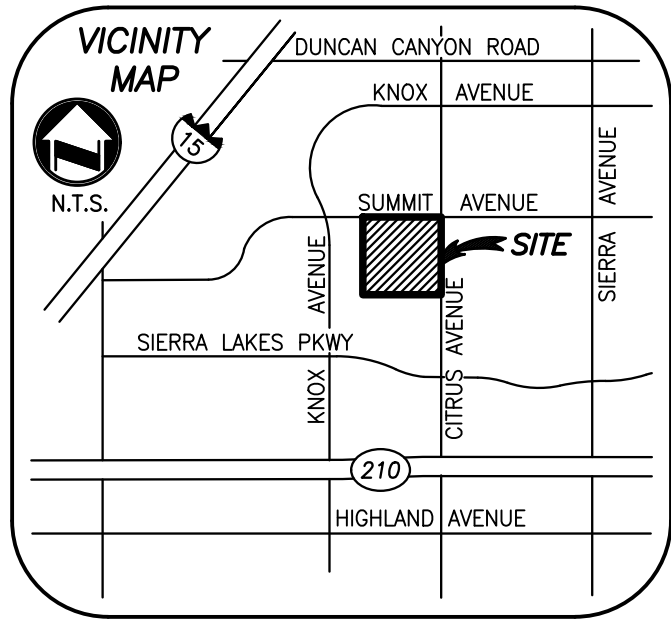 VICINITY
MAP
DUNCAN CANYON ROAD
KNOX AVENUE
15
N
N.T.S.
SUMMIT AVENUE
SIERRA AVENUE
SITE
KNOX AVENUE
CITRUS AVENUE
SIERRA LAKES PKWY
210
HIGHLAND AVENUE